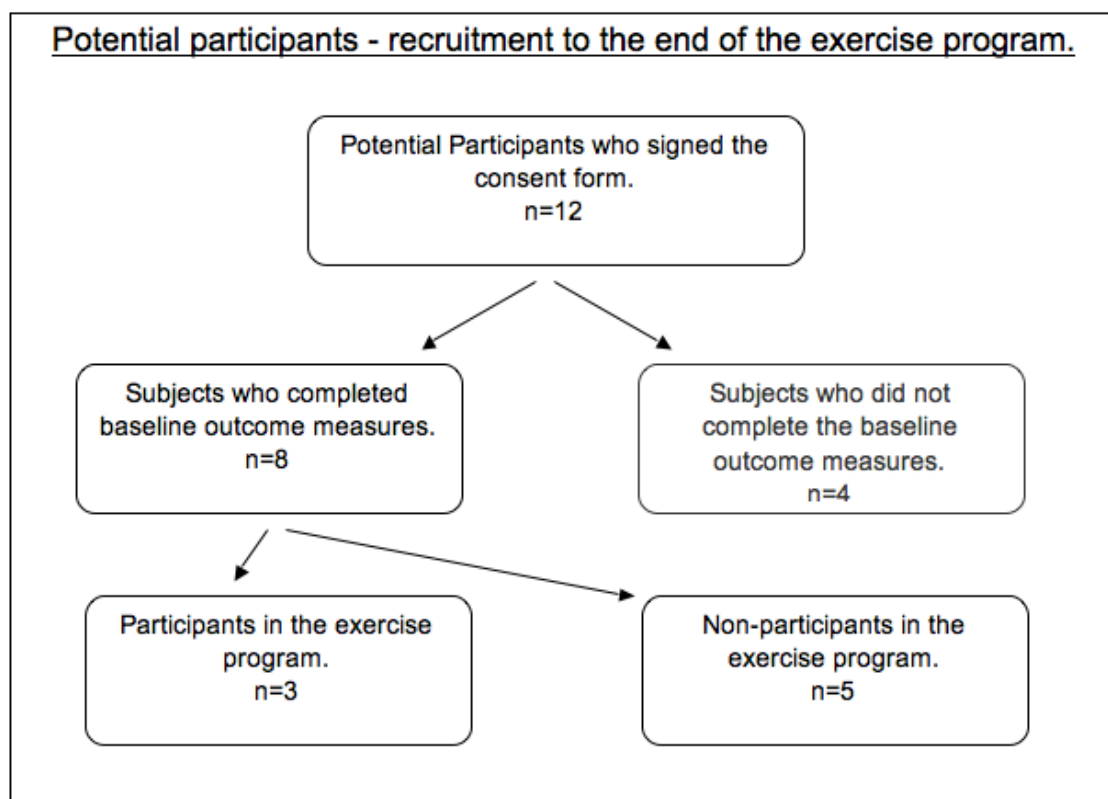 Potential participants - recruitment to the end of the exercise program.
Potential Participants who signed the
consent form.
n=12
Subjects who completed
baseline outcome measures.
n=8
Subjects who did not
complete the baseline
outcome measures.
n=4
Participants in the exercise
program.
n=3
Non-participants in the
exercise program.
n=5